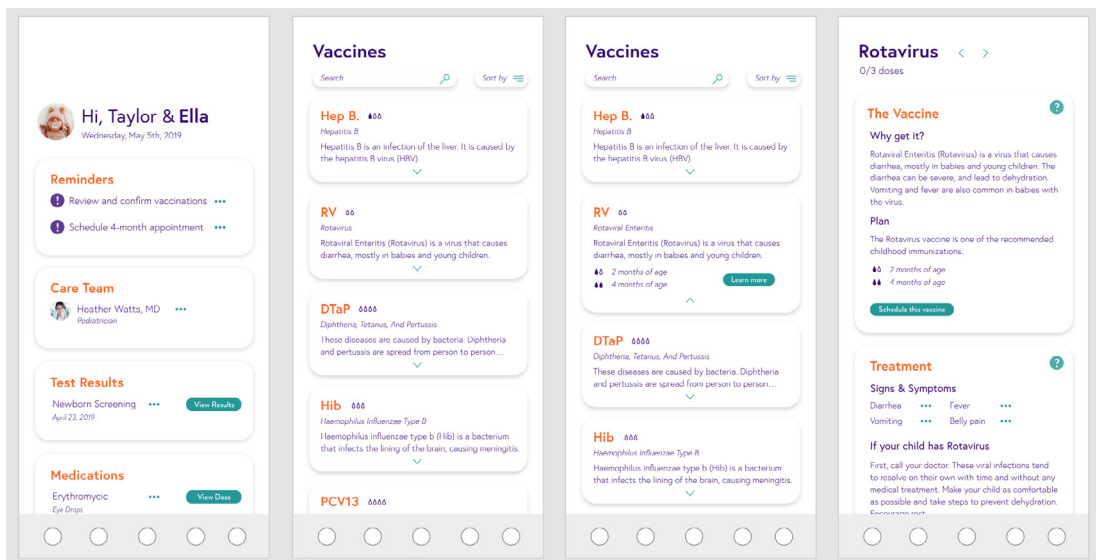 Hi, Taylor & Ella
Wednesday, May 5th, 2019
Reminders
! Review and confirm vaccinations
! Schedule 4-month appointment
Care Team
Heather Watts, MD
Pediatrician
Test Results
Newborn Screening
View Results
April 23, 2019
Medications
Erythromycic
View Dose
Eye Drops
Vaccines
Search
Sort by
Hep B.
Hepatitis B
Hepatitis B is an infection of the liver. It is caused by
the hepatitis B virus (HBV)
RV
Rotavirus
Rotaviral Enteritis (Rotavirus) is a virus that causes
diarrhea, mostly in babies and young children.
DTaP
Diphtheria, Tetanus, And Pertussis
These diseases are caused by bacteria. Diphtheria
and pertussis are spread from person to person...
Hib
Haemophilus Influenzae Type B
Haemophilus influenzae type b (Hib) is a bacterium
that infects the lining of the brain, causing meningitis.
PCV13
Vaccines
Search
Sort by
Hep B.
Hepatitis B
Hepatitis B is an infection of the liver. It is caused by
the hepatitis B virus (HBV)
RV
Rotaviral Enteritis
Rotaviral Enteritis (Rotavirus) is a virus that causes
diarrhea, mostly in babies and young children.
2 months of age
Learn more
4 months of age
DTaP
Diphtheria, Tetanus, And Pertussis
These diseases are caused by bacteria. Diphtheria
and pertussis are spread from person to person...
Hib
Haemophilus Influenzae Type B
Haemophilus influenzae type b (Hib) is a bacterium
that infects the lining of the brain, causing meningitis.
Rotavirus < >
0/3 doses
The Vaccine
?
Why get it?
Rotaviral Enteritis (Rotavirus) is a virus that causes
diarrhea, mostly in babies and young children. The
diarrhea can be severe, and lead to dehydration.
Vomiting and fever are also common in babies with
the virus.
Plan
The Rotavirus vaccine is one of the recommended
childhood immunizations.
2 months of age
4 months of age
Schedule this vaccine
Treatment
?
Signs & Symptoms
Diarrhea
Fever
Vomiting
Belly pain
If your child has Rotavirus
First, call your doctor. These viral infections tend
to resolve on their own with time and without any
medical treatment. Make your child as comfortable
as possible and take steps to prevent dehydration.
Encourage rest